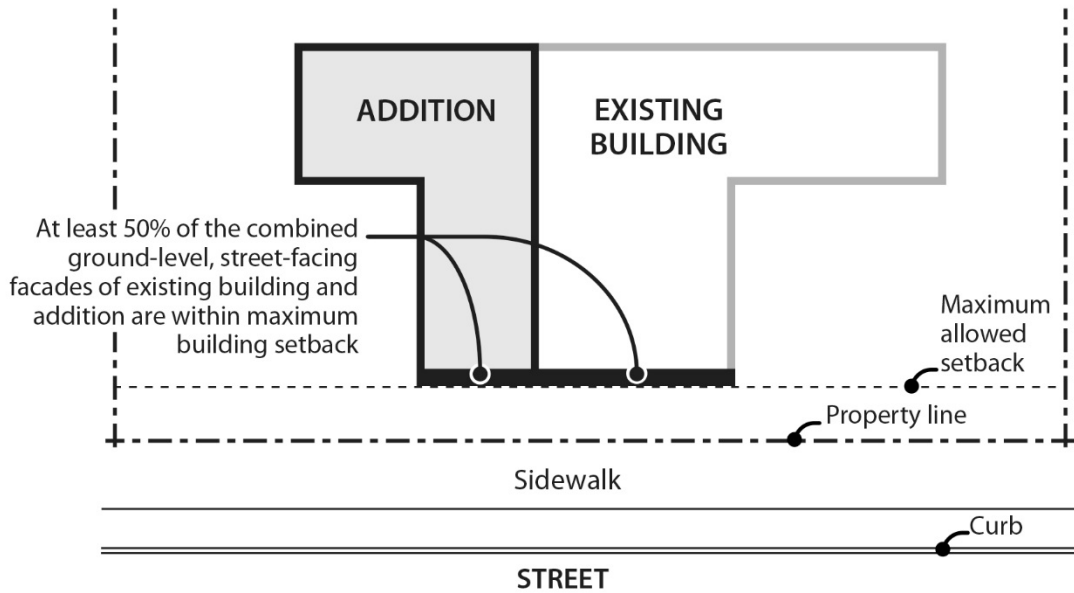 ADDITION
EXISTING
BUILDING
At least 50% of the combined
ground-level, street-facing
facades of existing building and
addition are within maximum
building setback
Maximum
allowed
setback
Property line
Sidewalk
Curb
STREET